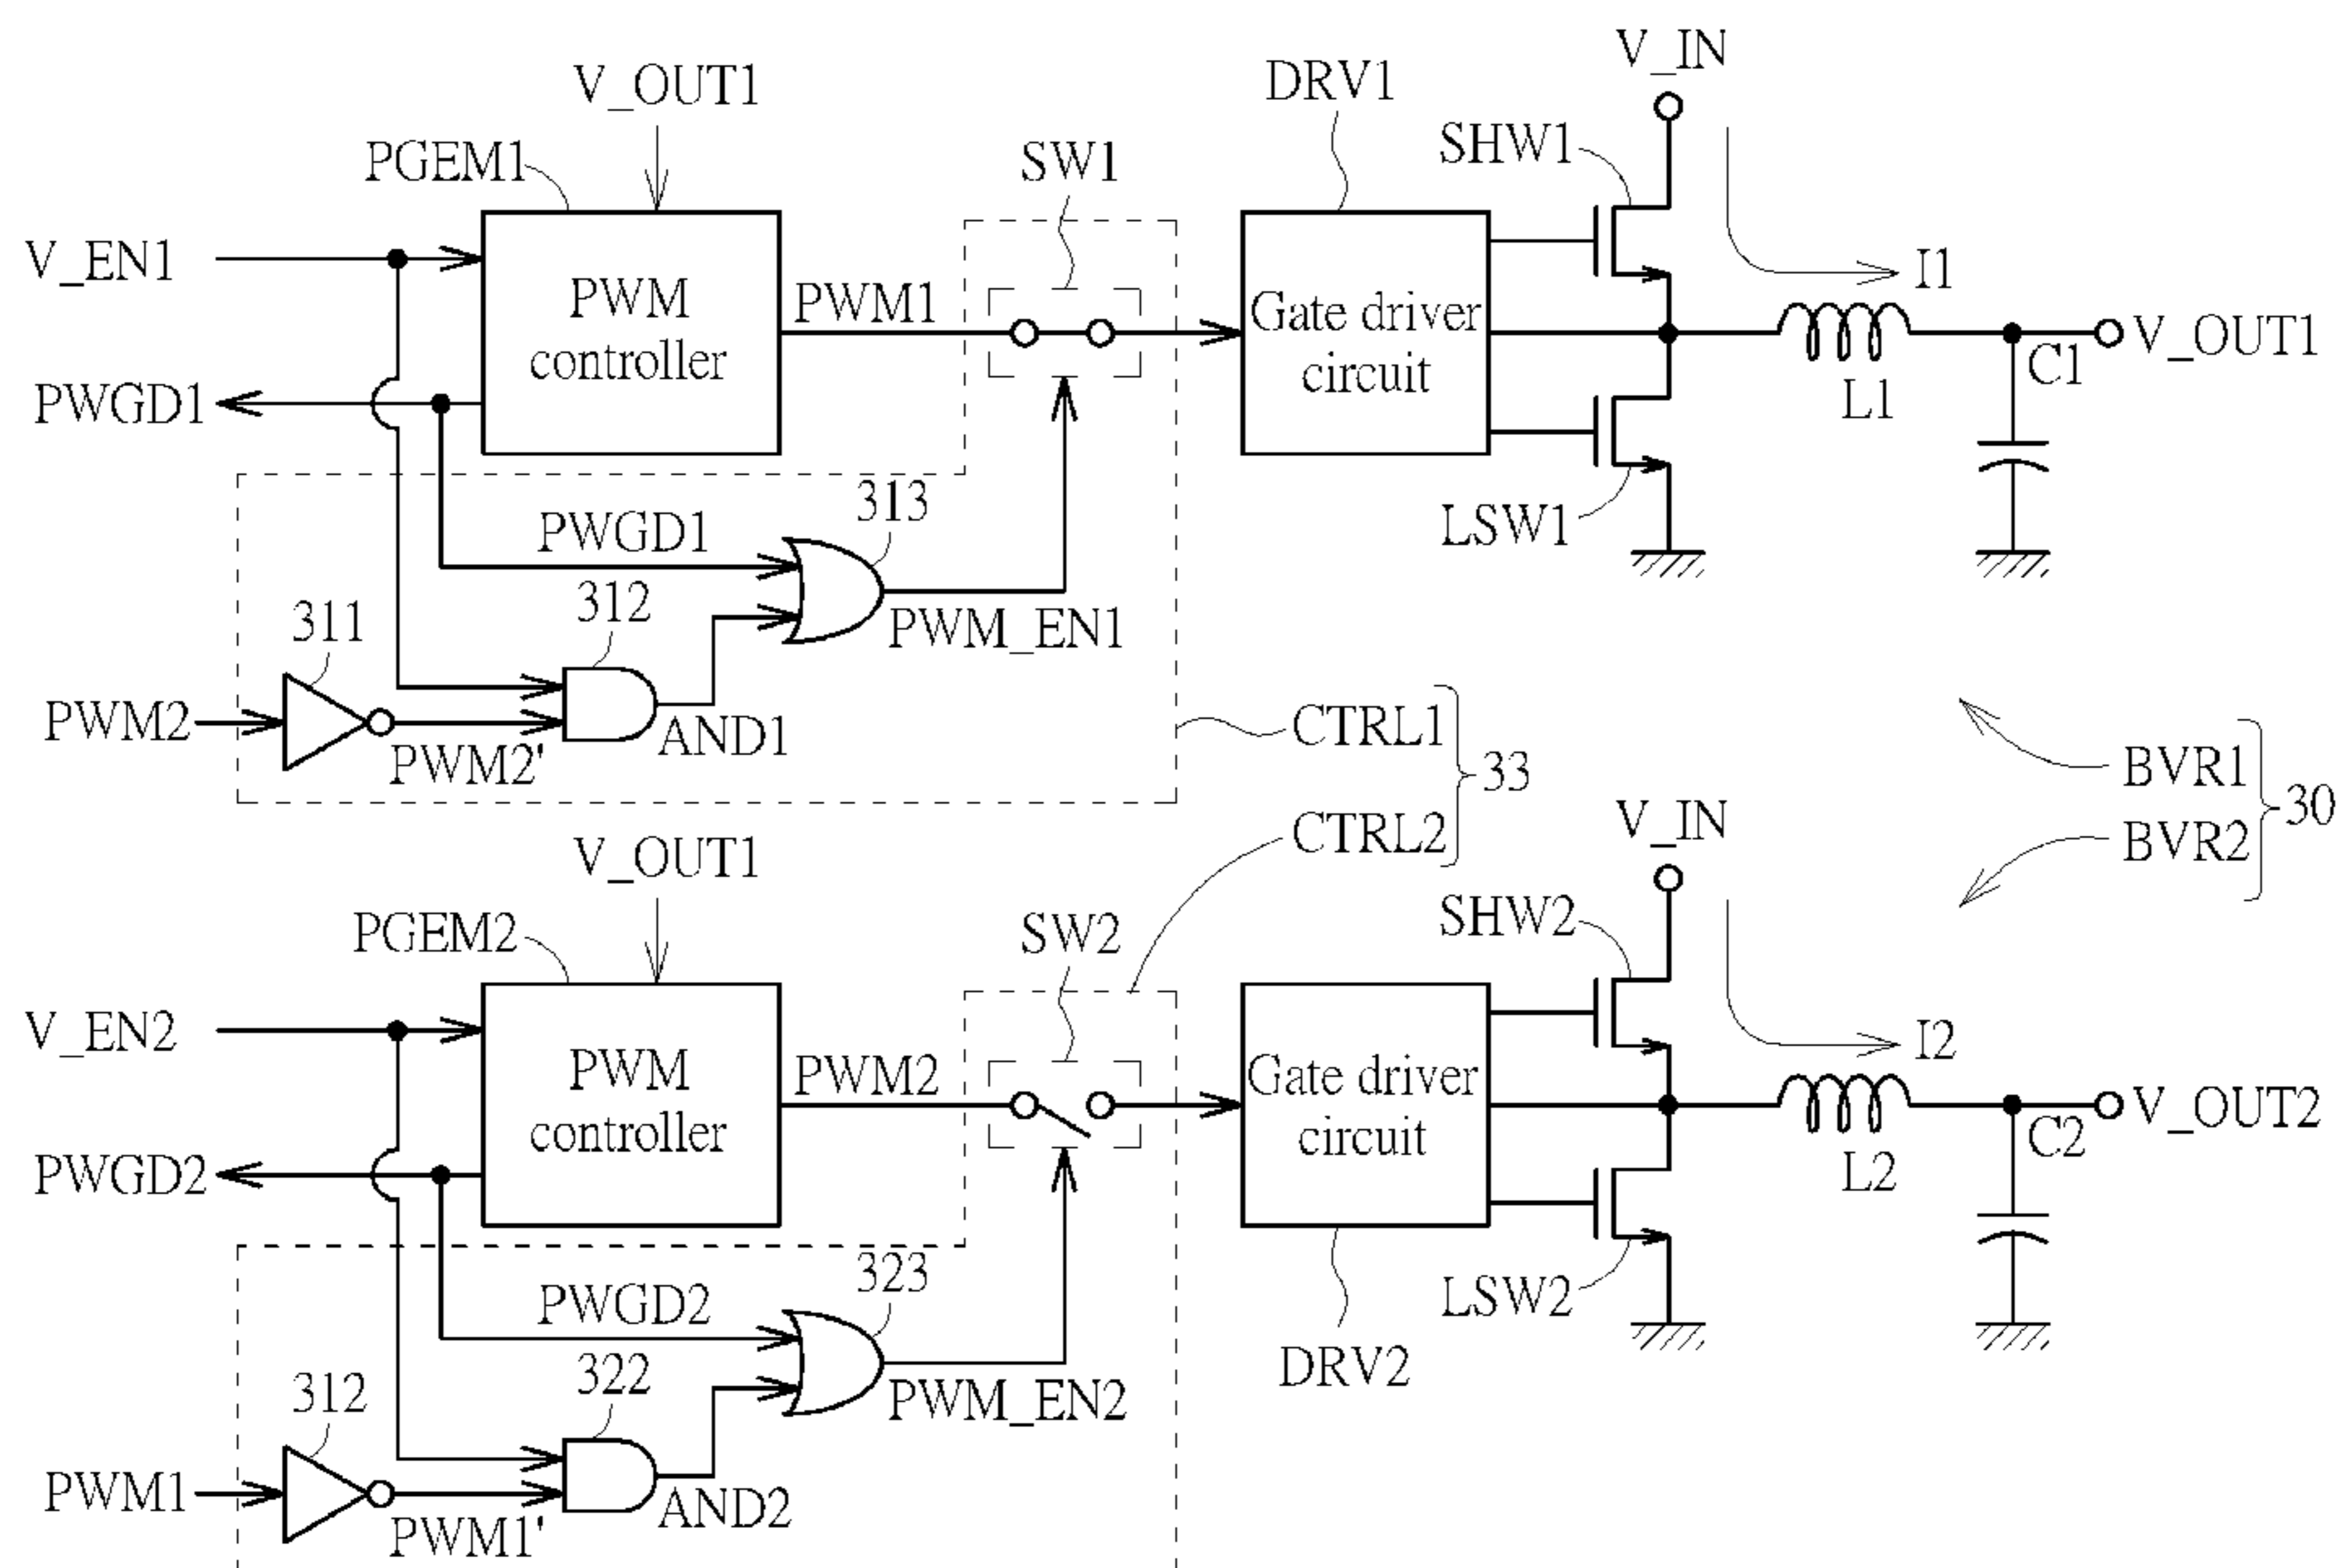 V_IN
V_OUT1
DRV1
PGEM1
SW1
SHW1
V_EN1
PWM
controller
PWM1
Gate driver
circuit
I1
V_OUT1
C1
L1
PWGD1
313
PWGD1
LSW1
312
PWM_EN1
311
PWM2
PWM2'
AND1
CTRL1
33
CTRL2
BVR1
30
BVR2
V_IN
V_OUT1
PGEM2
SW2
SHW2
V_EN2
PWM
controller
PWM2
Gate driver
circuit
I2
V_OUT2
C2
L2
PWGD2
323
PWGD2
LSW2
322
DRV2
312
PWM_EN2
PWM1
PWM1'
AND2